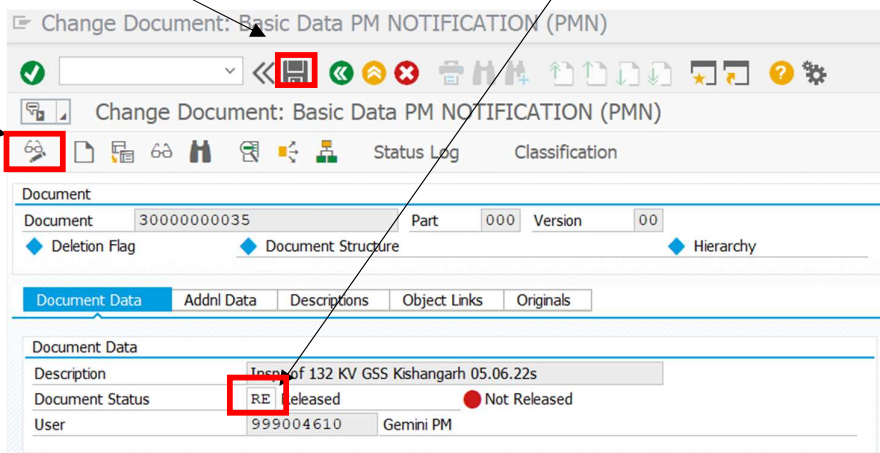 Change Document: Basic Data PM NOTIFICATION (PMN)
Change Document: Basic Data PM NOTIFICATION (PMN)
Status Log Classification
Document
Document 30000000035 Part 000 Version 00
Deletion Flag Document Structure Hierarchy
Document Data Addnl Data Descriptions Object Links Originals
Document Data
Description of 132 KV GSS Kishangarh 05.06.22s
Document Status RE Released Not Released
User 999004610 Gemini PM